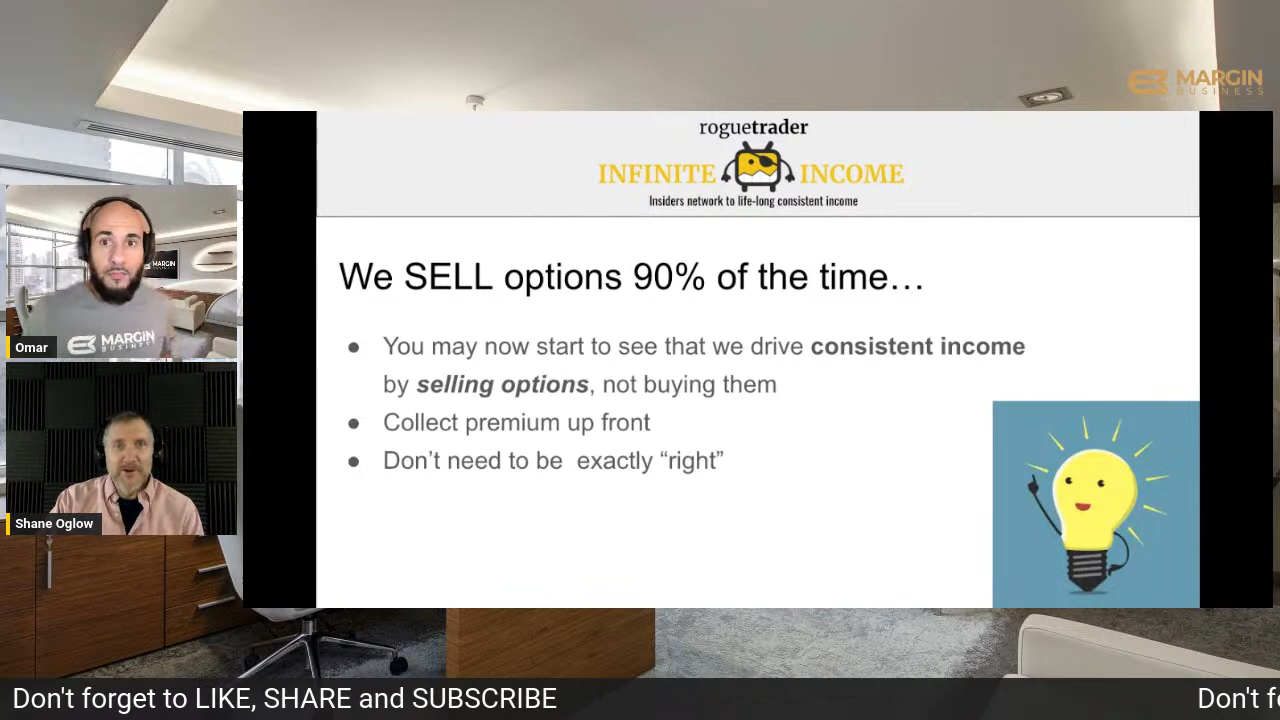 MARGIN
BUSINESS
roguetrader
INFINITE INCOME
Insiders network to life-long consistent income
We SELL options 90% of the time…
● You may now start to see that we drive consistent income
by selling options, not buying them
● Collect premium up front
● Don’t need to be  exactly “right”
MARGIN
Omar
MARGIN
BUSINESS
Shane Oglow
Don't forget to LIKE, SHARE and SUBSCRIBE
Don't fo